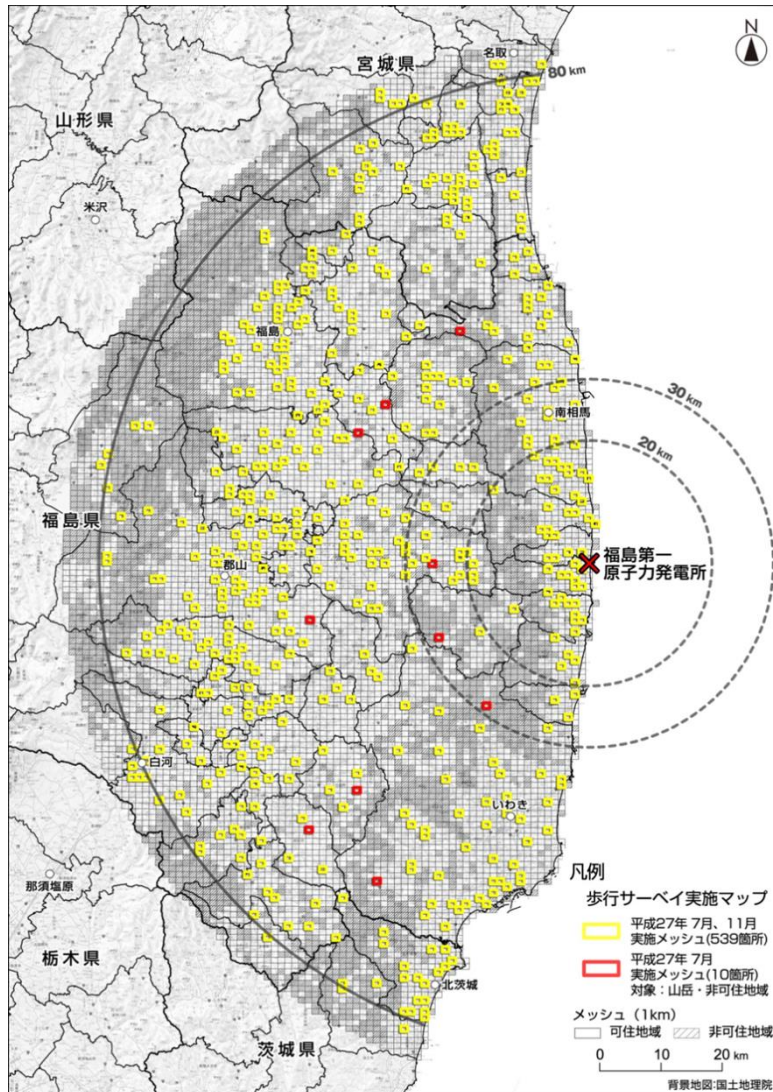 N
名取
宮城県
80 km
山形県
米沢
福島
30 km
南相馬
20 km
福島県
福島第一
原子力発電所
郡山
白河
いわき
那須塩原
栃木県
北茨城
茨城県
凡例
歩行サーベイ実施マップ
平成27年 7月、11月
実施メッシュ(539箇所)
平成27年 7月
実施メッシュ(10箇所)
対象：山岳・非可住地域
メッシュ（1km）
可住地域 非可住地域
0 10 20 km
背景地図:国土地理院